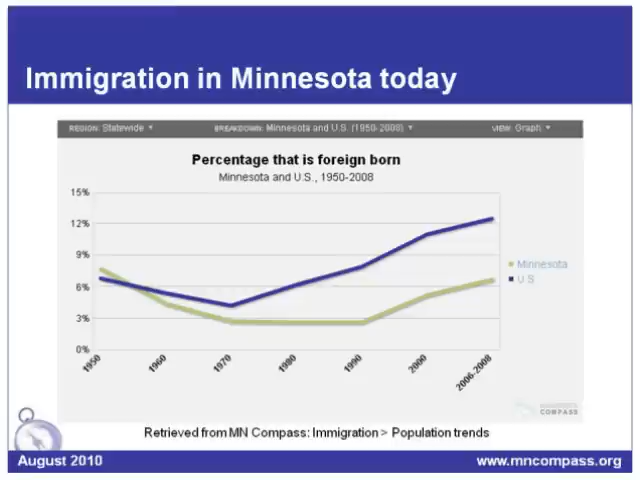 Immigration in Minnesota today
REGION: Statewide BREAKDOWN: Minnesota and U.S. (1950-2008) VIEW: Graph
Percentage that is foreign born
Minnesota and U.S., 1950-2008
15%
12%
9%
6%
3%
0%
Minnesota
U.S
1950 1960 1970 1980 1990 2000 2006-2008
COMPASS
Retrieved from MN Compass: Immigration > Population trends
August 2010 www.mncompass.org